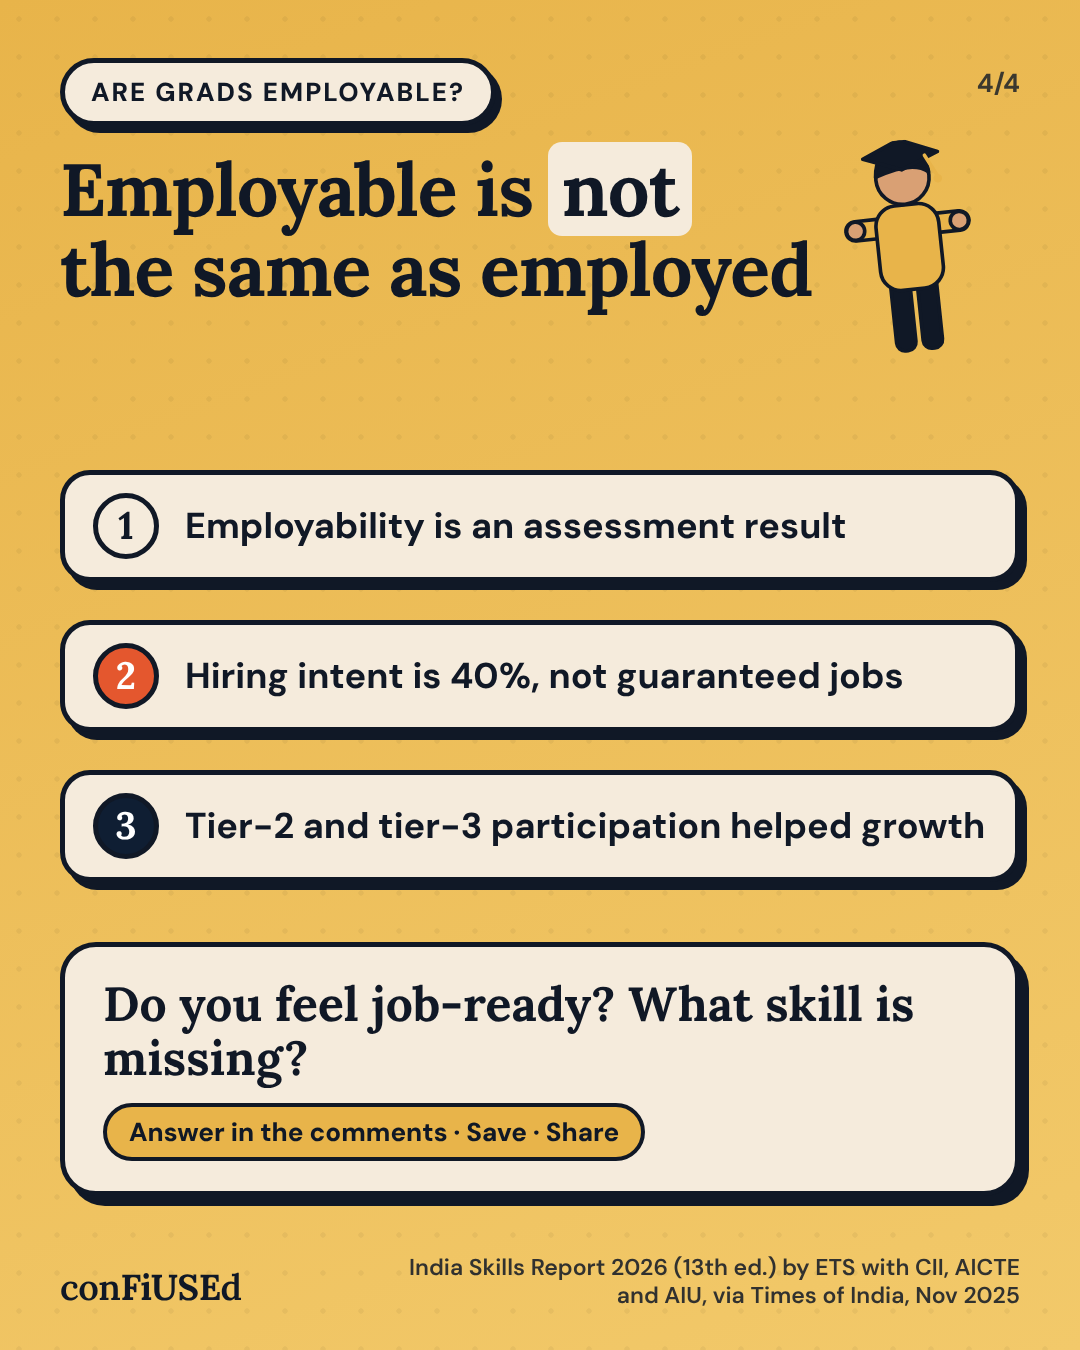 ARE GRADS EMPLOYABLE?
4/4
Employable is not
the same as employed
1 Employability is an assessment result
2 Hiring intent is 40%, not guaranteed jobs
3 Tier-2 and tier-3 participation helped growth
Do you feel job-ready? What skill is
missing?
Answer in the comments · Save · Share
conFiUSEd
India Skills Report 2026 (13th ed.) by ETS with CII, AICTE
and AIU, via Times of India, Nov 2025